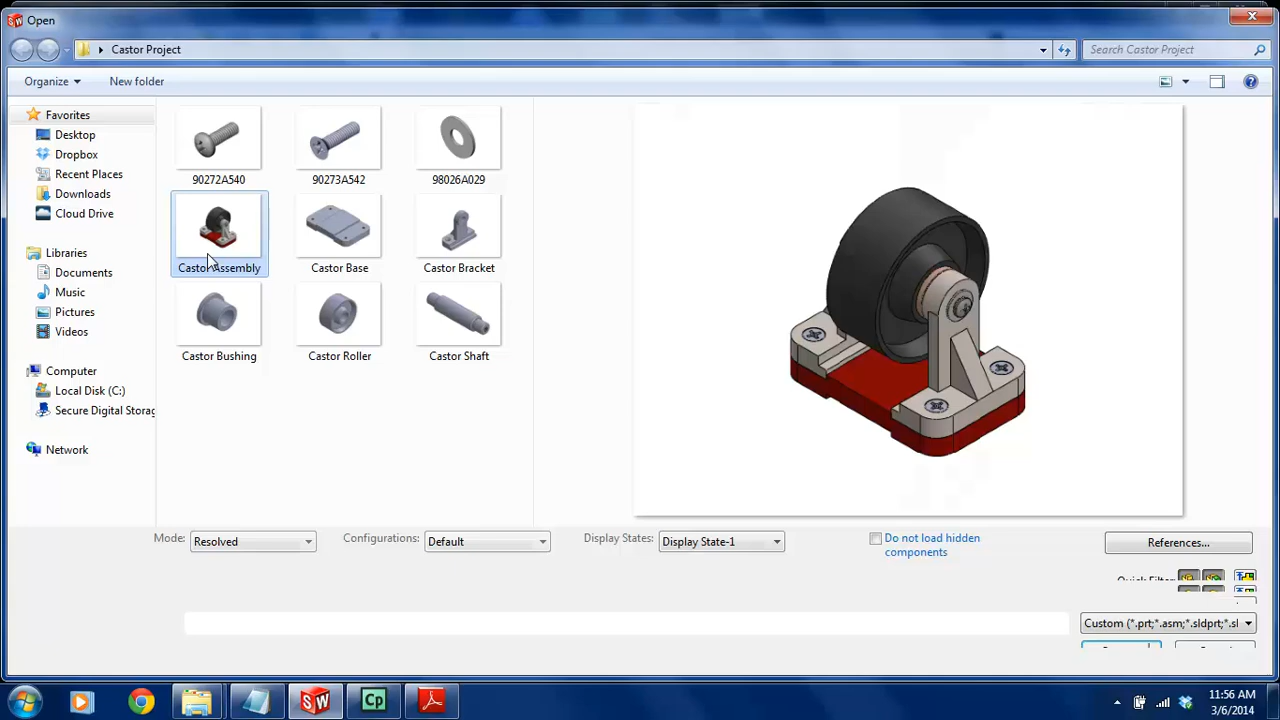 Open
Castor Project
Search Castor Project
Organize
New folder
Favorites
Desktop
Dropbox
Recent Places
Downloads
Cloud Drive
Libraries
Documents
Music
Pictures
Videos
Computer
Local Disk (C:)
Secure Digital Storag
Network
90272A540
90273A542
98026A029
Castor Assembly
Castor Base
Castor Bracket
Castor Bushing
Castor Roller
Castor Shaft
Mode:
Resolved
Configurations:
Default
Display States:
Display State-1
Do not load hidden
components
References...
Custom (*.prt;*.asm;*.sldprt;*.sl
11:56 AM
3/6/2014